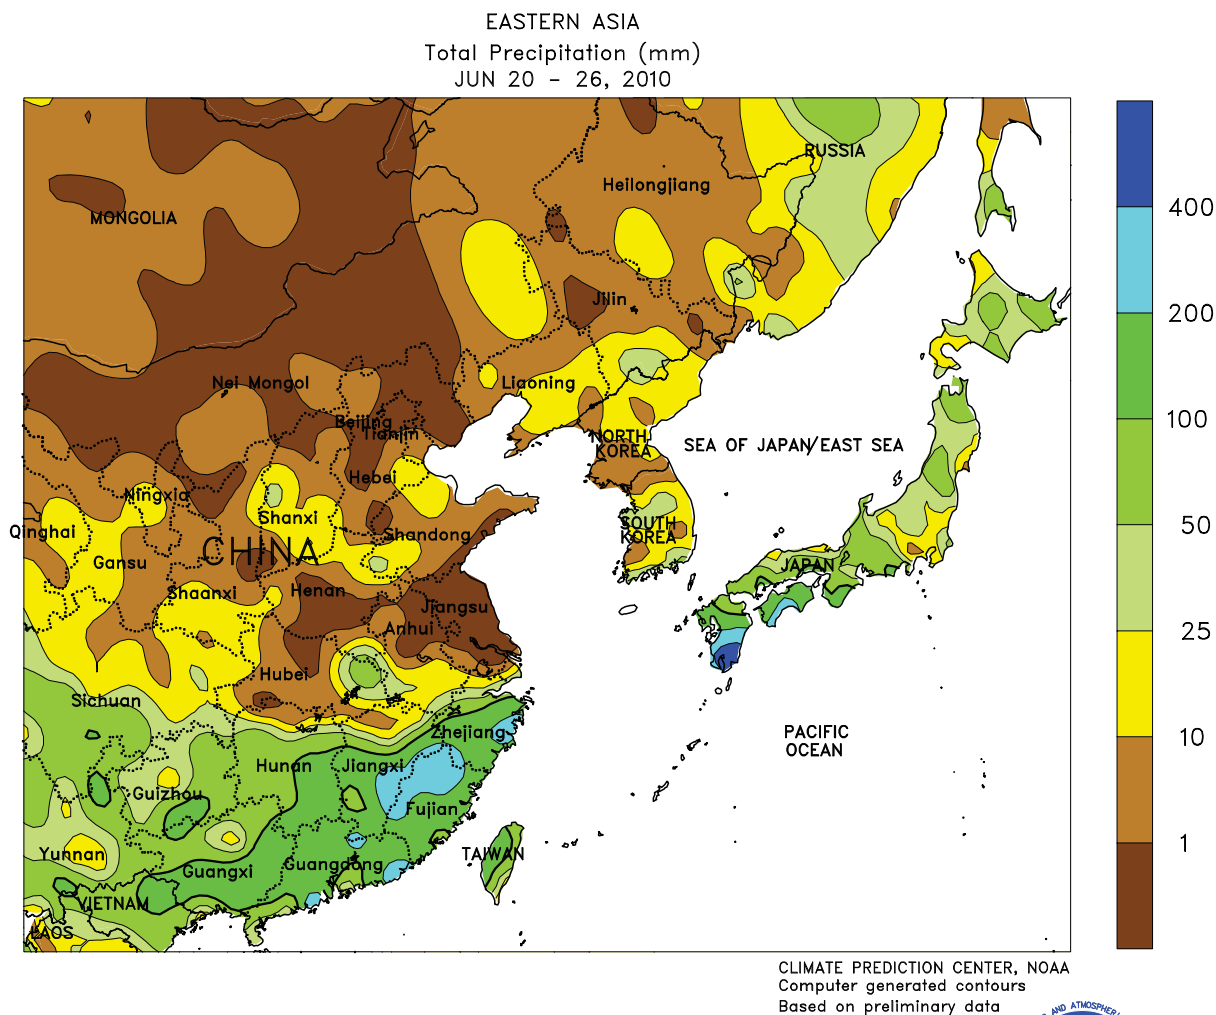 EASTERN ASIA
Total Precipitation (mm)
JUN 20 - 26, 2010
RUSSIA
Heilongjiang
MONGOLIA
400
Jilin
200
Nei Mongol
Liaoning
Beijing
Tianjin
100
NORTH
KOREA
SEA OF JAPAN/EAST SEA
Hebei
Ningxia
Shanxi
SOUTH
KOREA
50
Qinghai
Shandong
CHINA
Gansu
JAPAN
Shaanxi
Henan
Jiangsu
Anhui
25
Hubei
Sichuan
Zhejiang
PACIFIC
OCEAN
10
Hunan
Jiangxi
Guizhou
Fujian
1
Yunnan
TAIWAN
Guangxi
Guangdong
VIETNAM
LAOS
CLIMATE PREDICTION CENTER, NOAA
Computer generated contours
Based on preliminary data
AND ATMOSPHER